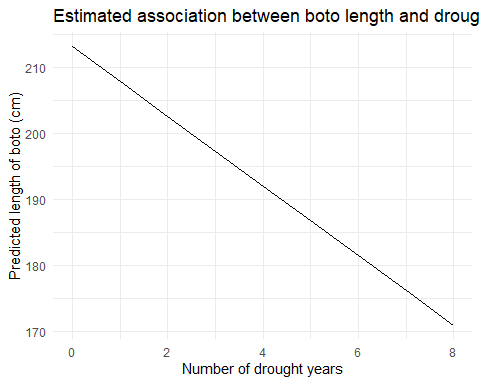 Estimated association between boto length and droug
Predicted length of boto (cm)
210
200
190
180
170
0 2 4 6 8
Number of drought years